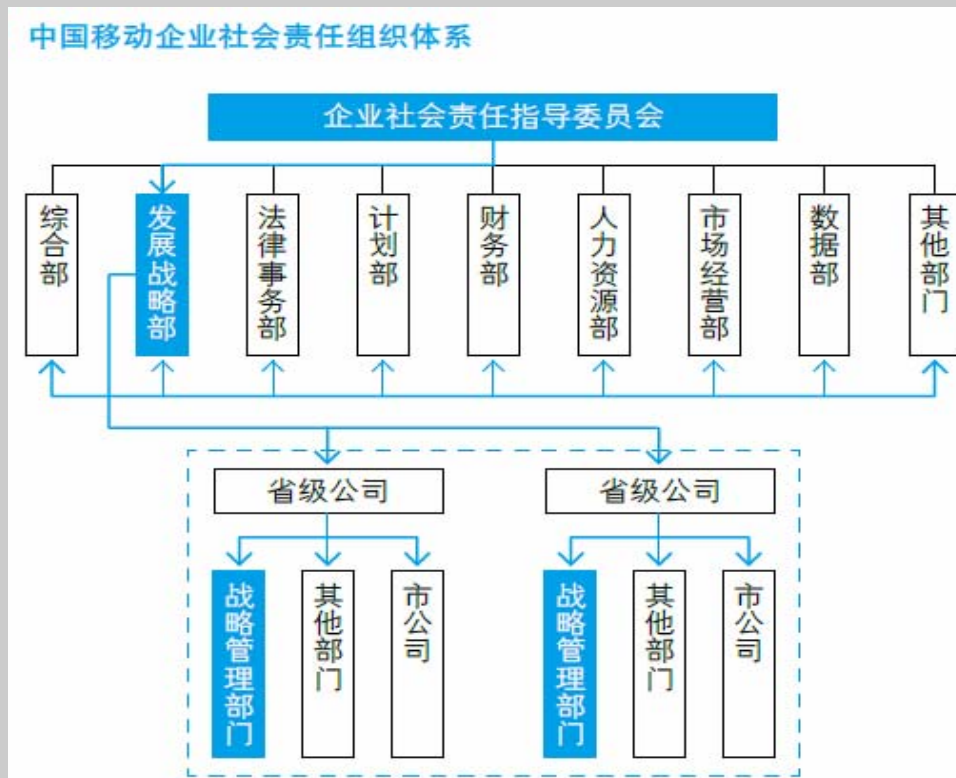 中国移动企业社会责任组织体系
企业社会责任指导委员会
综合部
发展战略部
法律事务部
计划部
财务部
人力资源部
市场经营部
数据部
其他部门
省级公司
省级公司
战略管理部门
其他部门
市公司
战略管理部门
其他部门
市公司